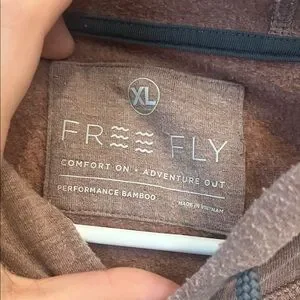 XL
FREE FLY
COMFORT ON + ADVENTURE OUT
PERFORMANCE BAMBOO
MADE IN VIETNAM